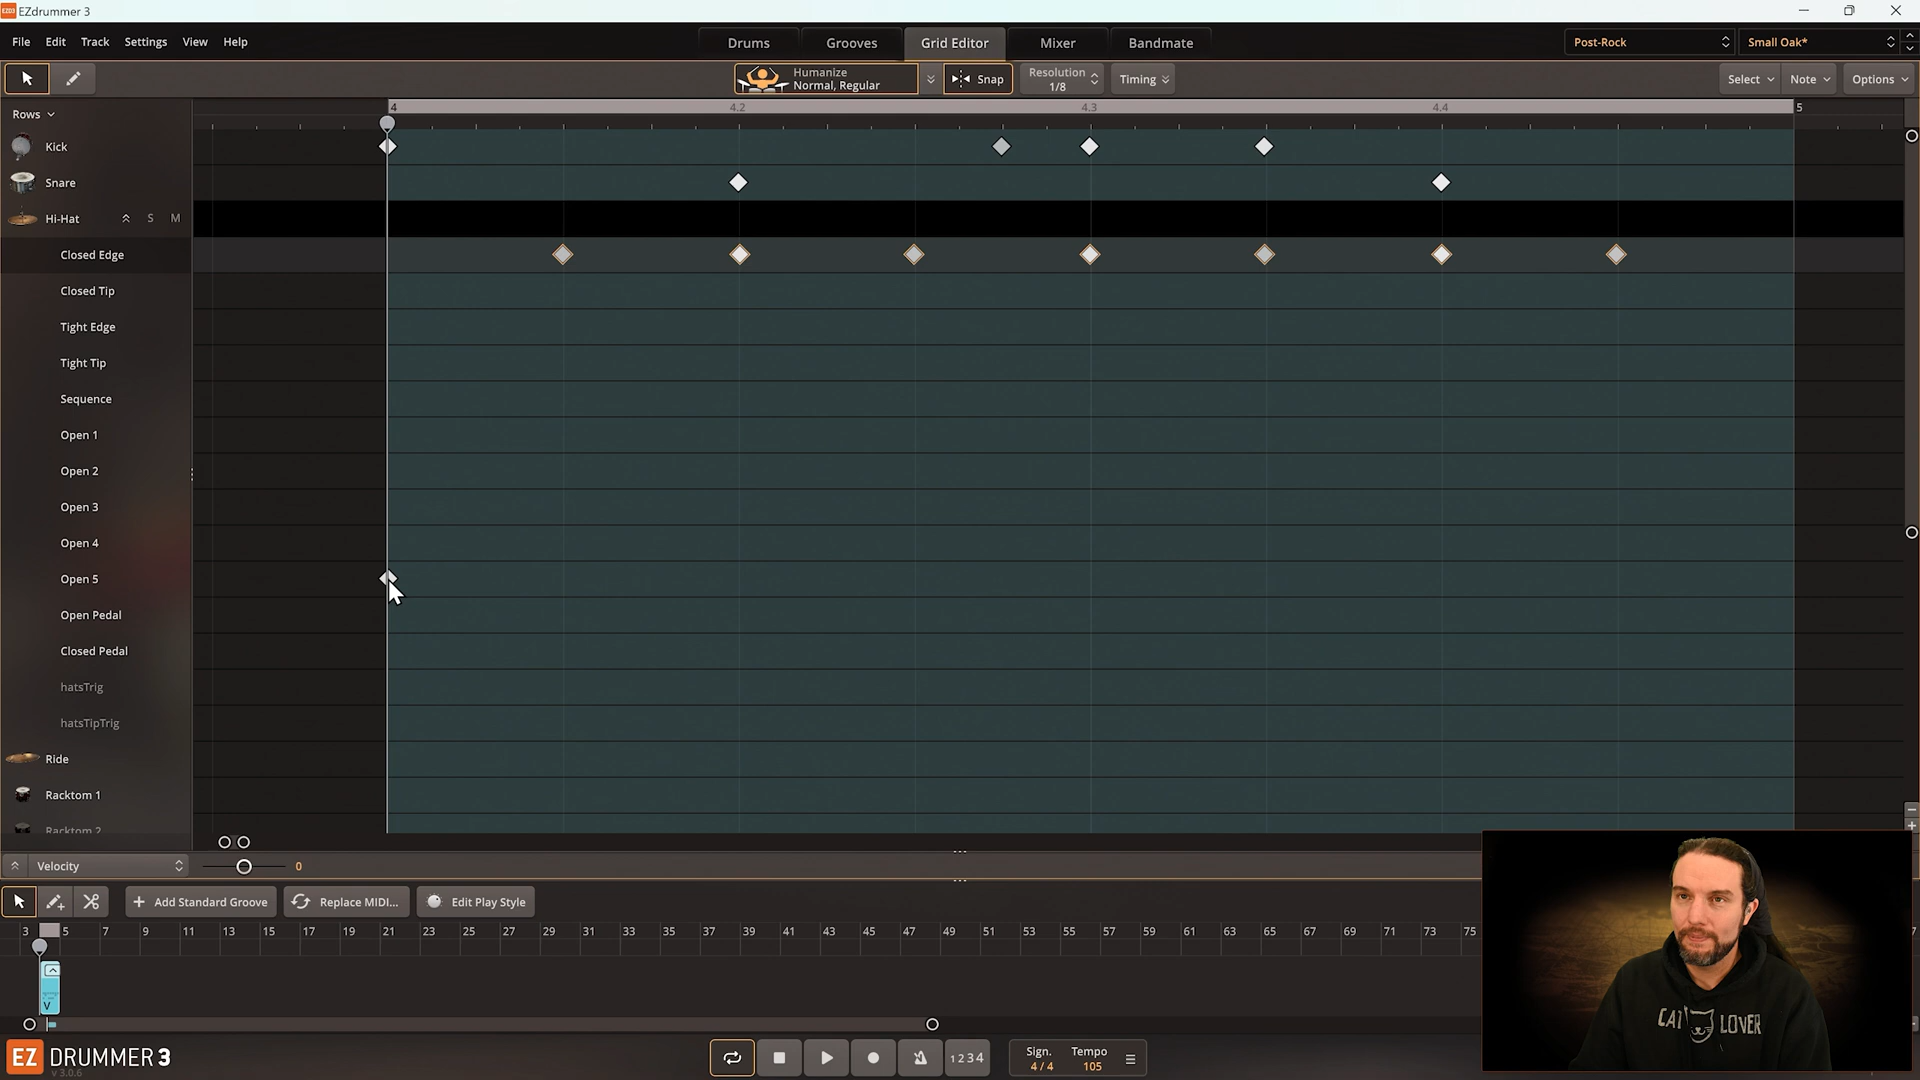 EZD3 EZdrummer 3
File Edit Track Settings View Help
Drums Grooves Grid Editor Mixer Bandmate
Post-Rock Small Oak*
Humanize
Normal, Regular
Snap
Resolution
1/8
Timing
Select Note Options
Rows
4 4.2 4.3 4.4 5
Kick
Snare
Hi-Hat S M
Closed Edge
Closed Tip
Tight Edge
Tight Tip
Sequence
Open 1
Open 2
Open 3
Open 4
Open 5
Open Pedal
Closed Pedal
hatsTrig
hatsTipTrig
Ride
Racktom 1
Racktom 2
Velocity 0
Add Standard Groove Replace MIDI... Edit Play Style
3 5 7 9 11 13 15 17 19 21 23 25 27 29 31 33 35 37 39 41 43 45 47 49 51 53 55 57 59 61 63 65 67 69 71 73 75
V
CAT LOVER
EZ DRUMMER 3
v 3.0.6
1 2 3 4
Sign. Tempo
4 / 4 105